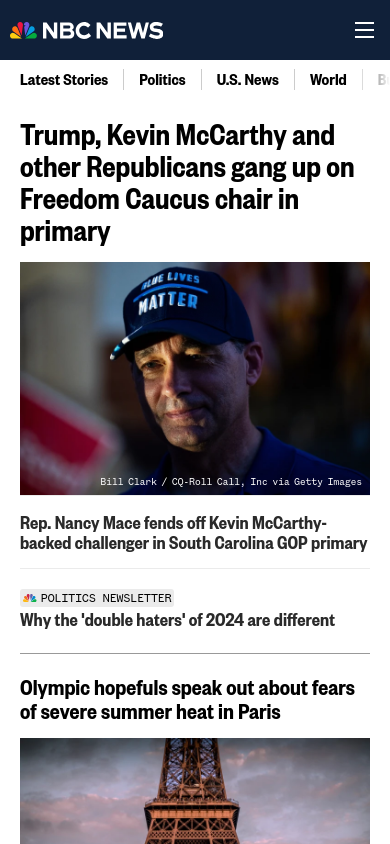 NBC NEWS
Latest Stories
Politics
U.S. News
World
Trump, Kevin McCarthy and
other Republicans gang up on
Freedom Caucus chair in
primary
BLUE LIVES
MATTER
Bill Clark / CQ-Roll Call, Inc via Getty Images
Rep. Nancy Mace fends off Kevin McCarthy-
backed challenger in South Carolina GOP primary
POLITICS NEWSLETTER
Why the 'double haters' of 2024 are different
Olympic hopefuls speak out about fears
of severe summer heat in Paris